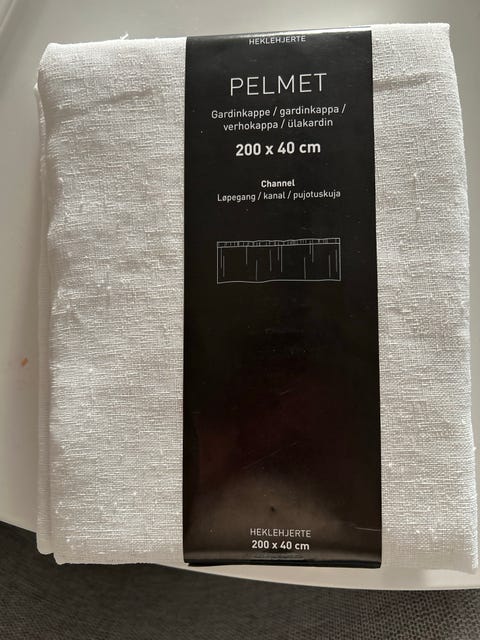 HEKLEHJERTE
PELMET
Gardinkappe / gardinkappa /
verhokappa / ülakardin
200 x 40 cm
Channel
Løpegang / kanal / pujotuskuja
HEKLEHJERTE
200 x 40 cm